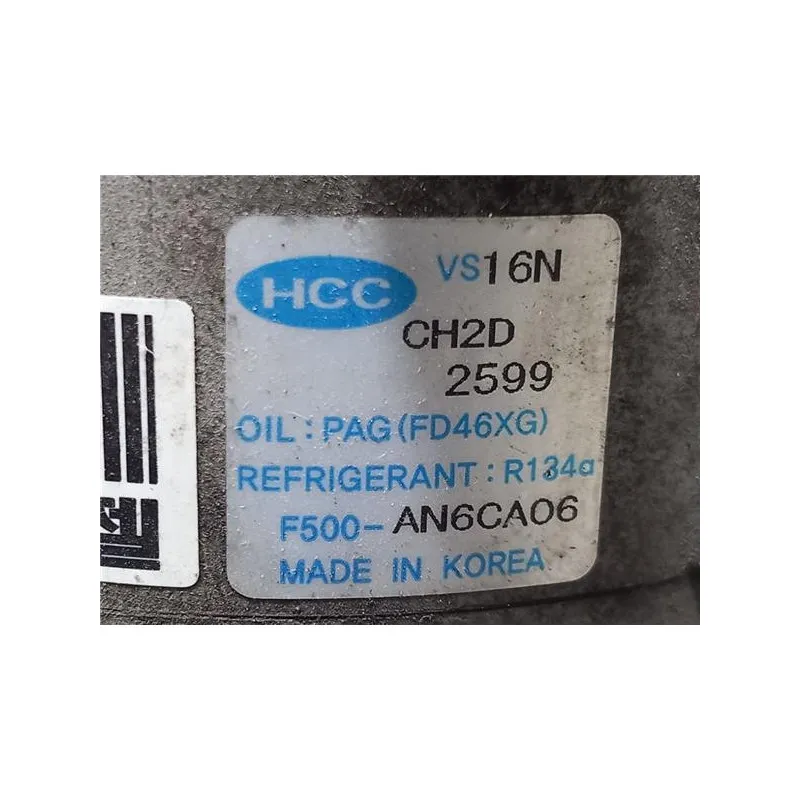 HCC VS16N
CH2D
2599
OIL : PAG (FD46XG)
REFRIGERANT : R134a
F500-AN6CA06
MADE IN KOREA